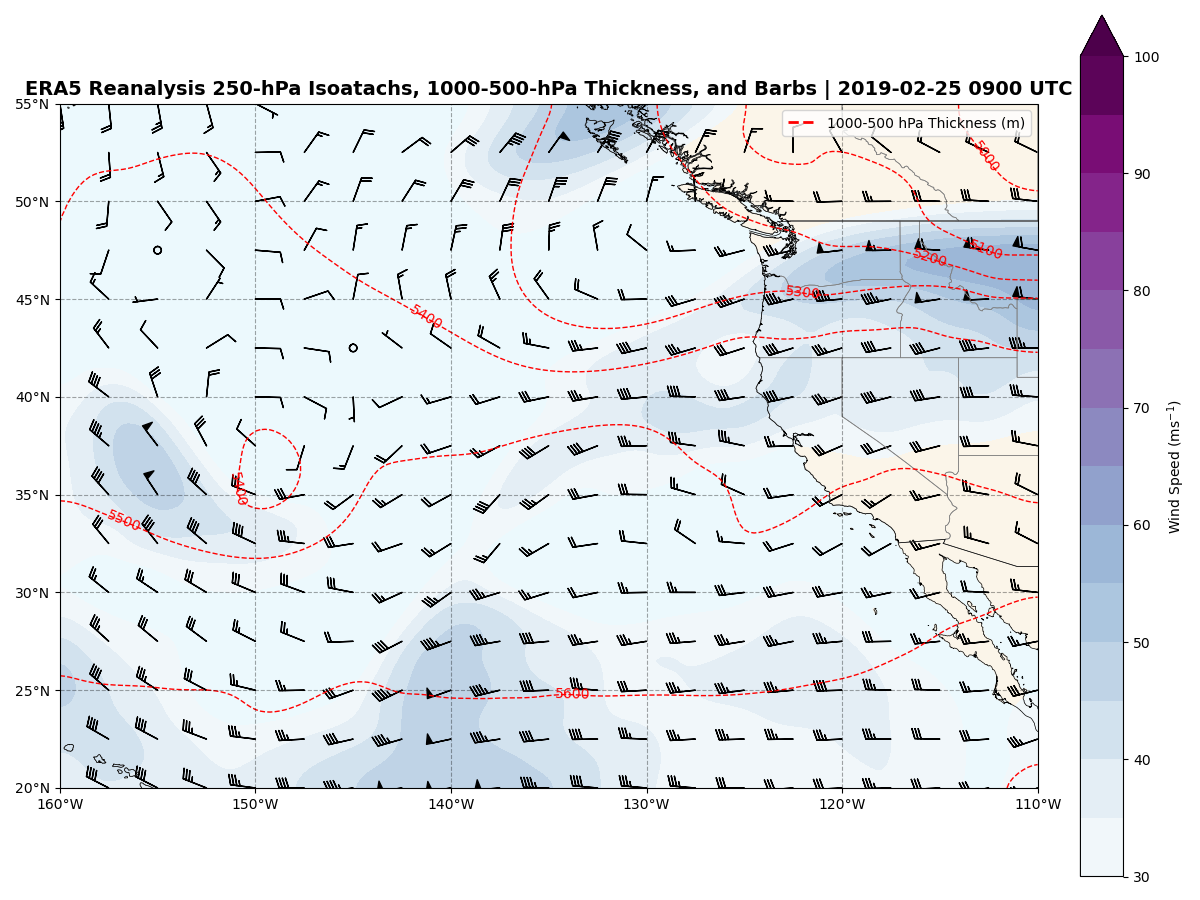 ERA5 Reanalysis 250-hPa Isoatachs, 1000-500-hPa Thickness, and Barbs | 2019-02-25 0900 UTC
1000-500 hPa Thickness (m)
55°N
50°N
45°N
40°N
35°N
30°N
25°N
20°N
160°W
150°W
140°W
130°W
120°W
110°W
5000
5100
5200
5300
5400
5400
5500
5600
100
90
80
70
60
50
40
30
Wind Speed (ms⁻¹)